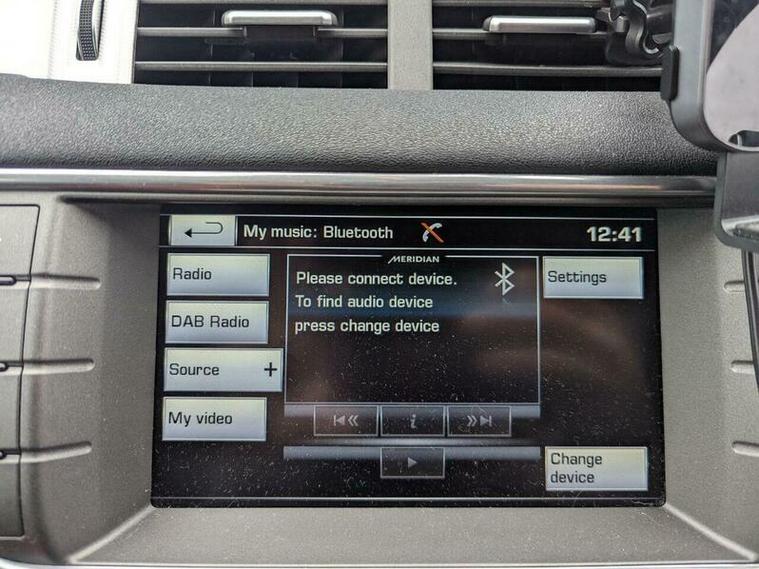 My music: Bluetooth
12:41
Radio
DAB Radio
Source +
My video
MERIDIAN
Please connect device.
To find audio device
press change device
i
Settings
Change
device